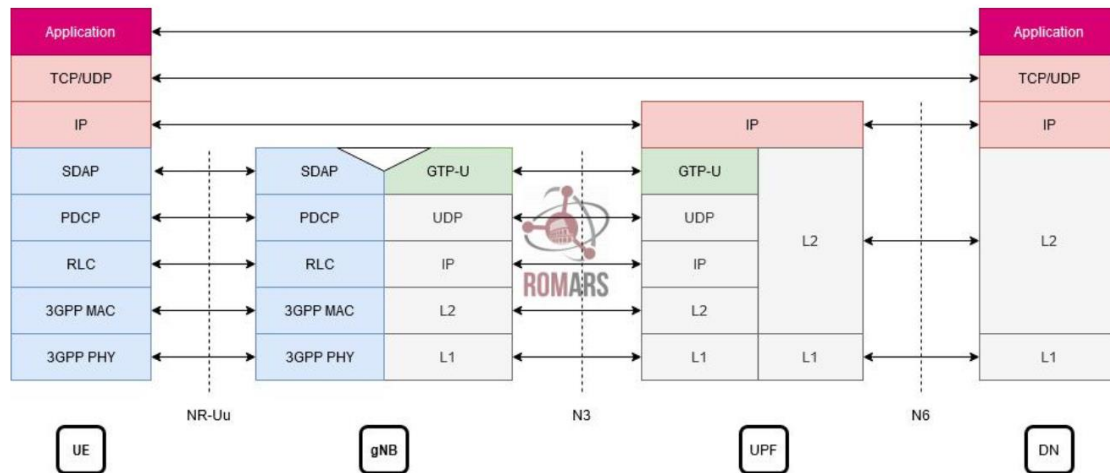 Application Application
TCP/UDP TCP/UDP
IP IP IP
SDAP SDAP GTP-U GTP-U
PDCP PDCP UDP UDP L2 L2
RLC RLC IP IP
3GPP MAC 3GPP MAC L2 L2
3GPP PHY 3GPP PHY L1 L1 L1 L1
ROMARS
NR-Uu N3 N6
UE gNB UPF DN